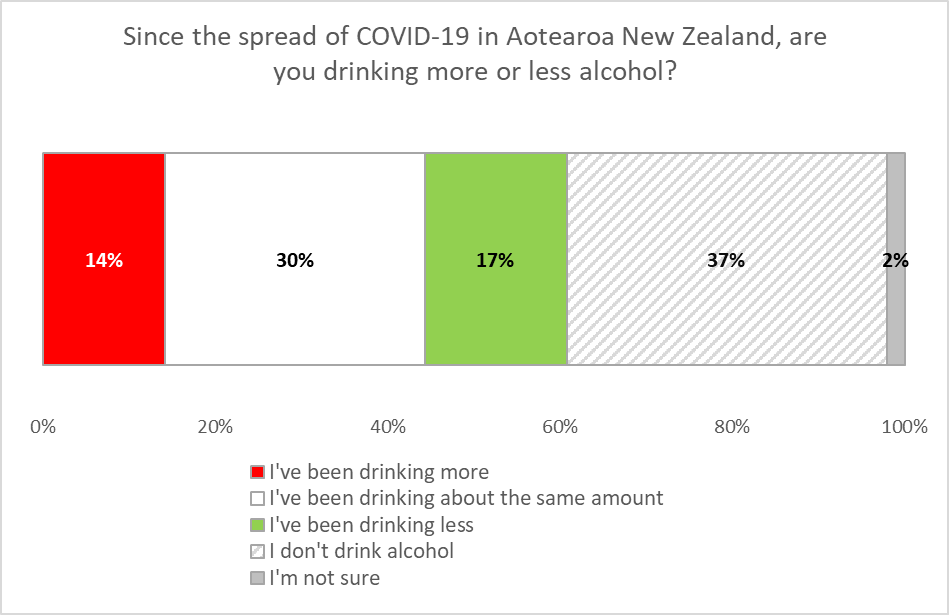 Since the spread of COVID-19 in Aotearoa New Zealand, are
you drinking more or less alcohol?
14%
30%
17%
37%
2%
0%
20%
40%
60%
80%
100%
I've been drinking more
I've been drinking about the same amount
I've been drinking less
I don't drink alcohol
I'm not sure